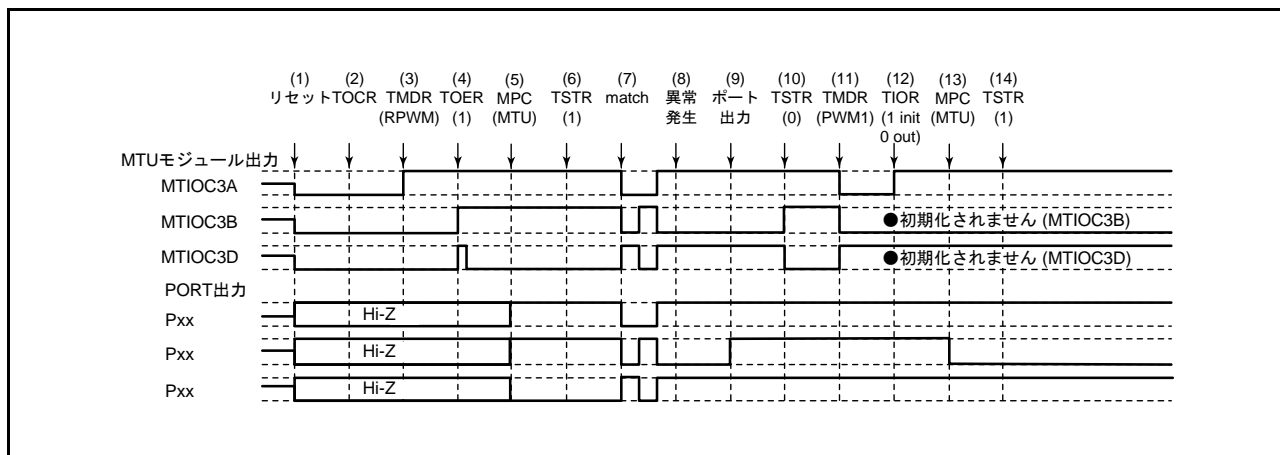 (1) (2) (3) (4) (5) (6) (7) (8) (9) (10) (11) (12) (13) (14)
リセット TOCR TMDR TOER MPC TSTR match 異常 ポート TSTR TMDR TIOR MPC TSTR
(RPWM) (1) (MTU) (1) 発生 出力 (0) (PWM1) (1 init (MTU) (1)
0 out)
MTUモジュール出力
MTIOC3A
MTIOC3B ●初期化されません (MTIOC3B)
MTIOC3D ●初期化されません (MTIOC3D)
PORT出力
Pxx Hi-Z
Pxx Hi-Z
Pxx Hi-Z